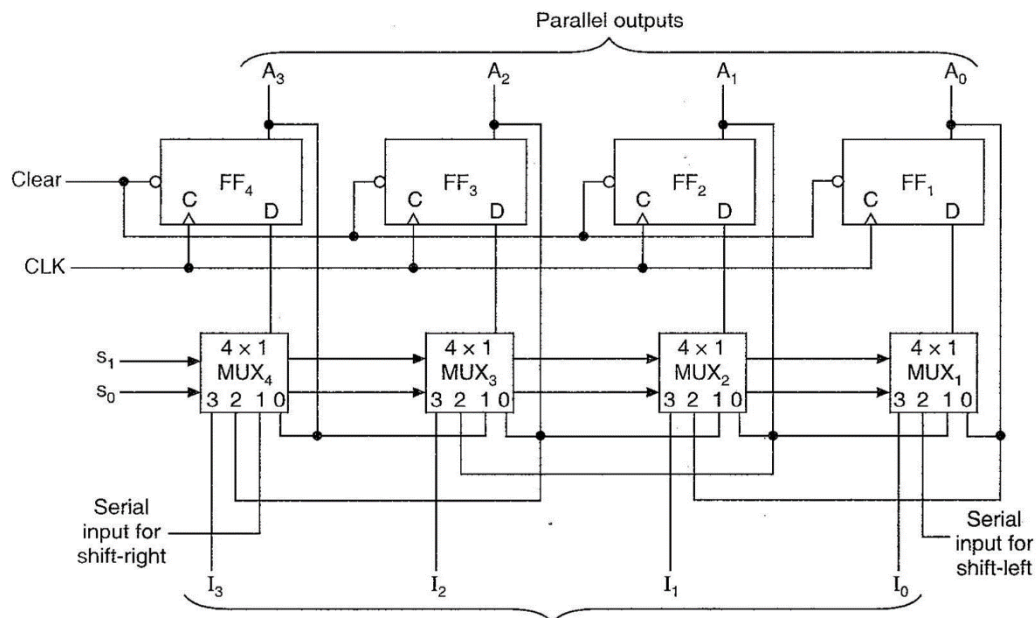 Parallel outputs
A₃ A₂ A₁ A₀
Clear
FF₄ FF₃ FF₂ FF₁
C D C D C D C D
CLK
4 × 1 4 × 1 4 × 1 4 × 1
s₁
MUX₄ MUX₃ MUX₂ MUX₁
s₀
3 2 1 0 3 2 1 0 3 2 1 0 3 2 1 0
Serial input for shift-right
Serial input for shift-left
I₃ I₂ I₁ I₀